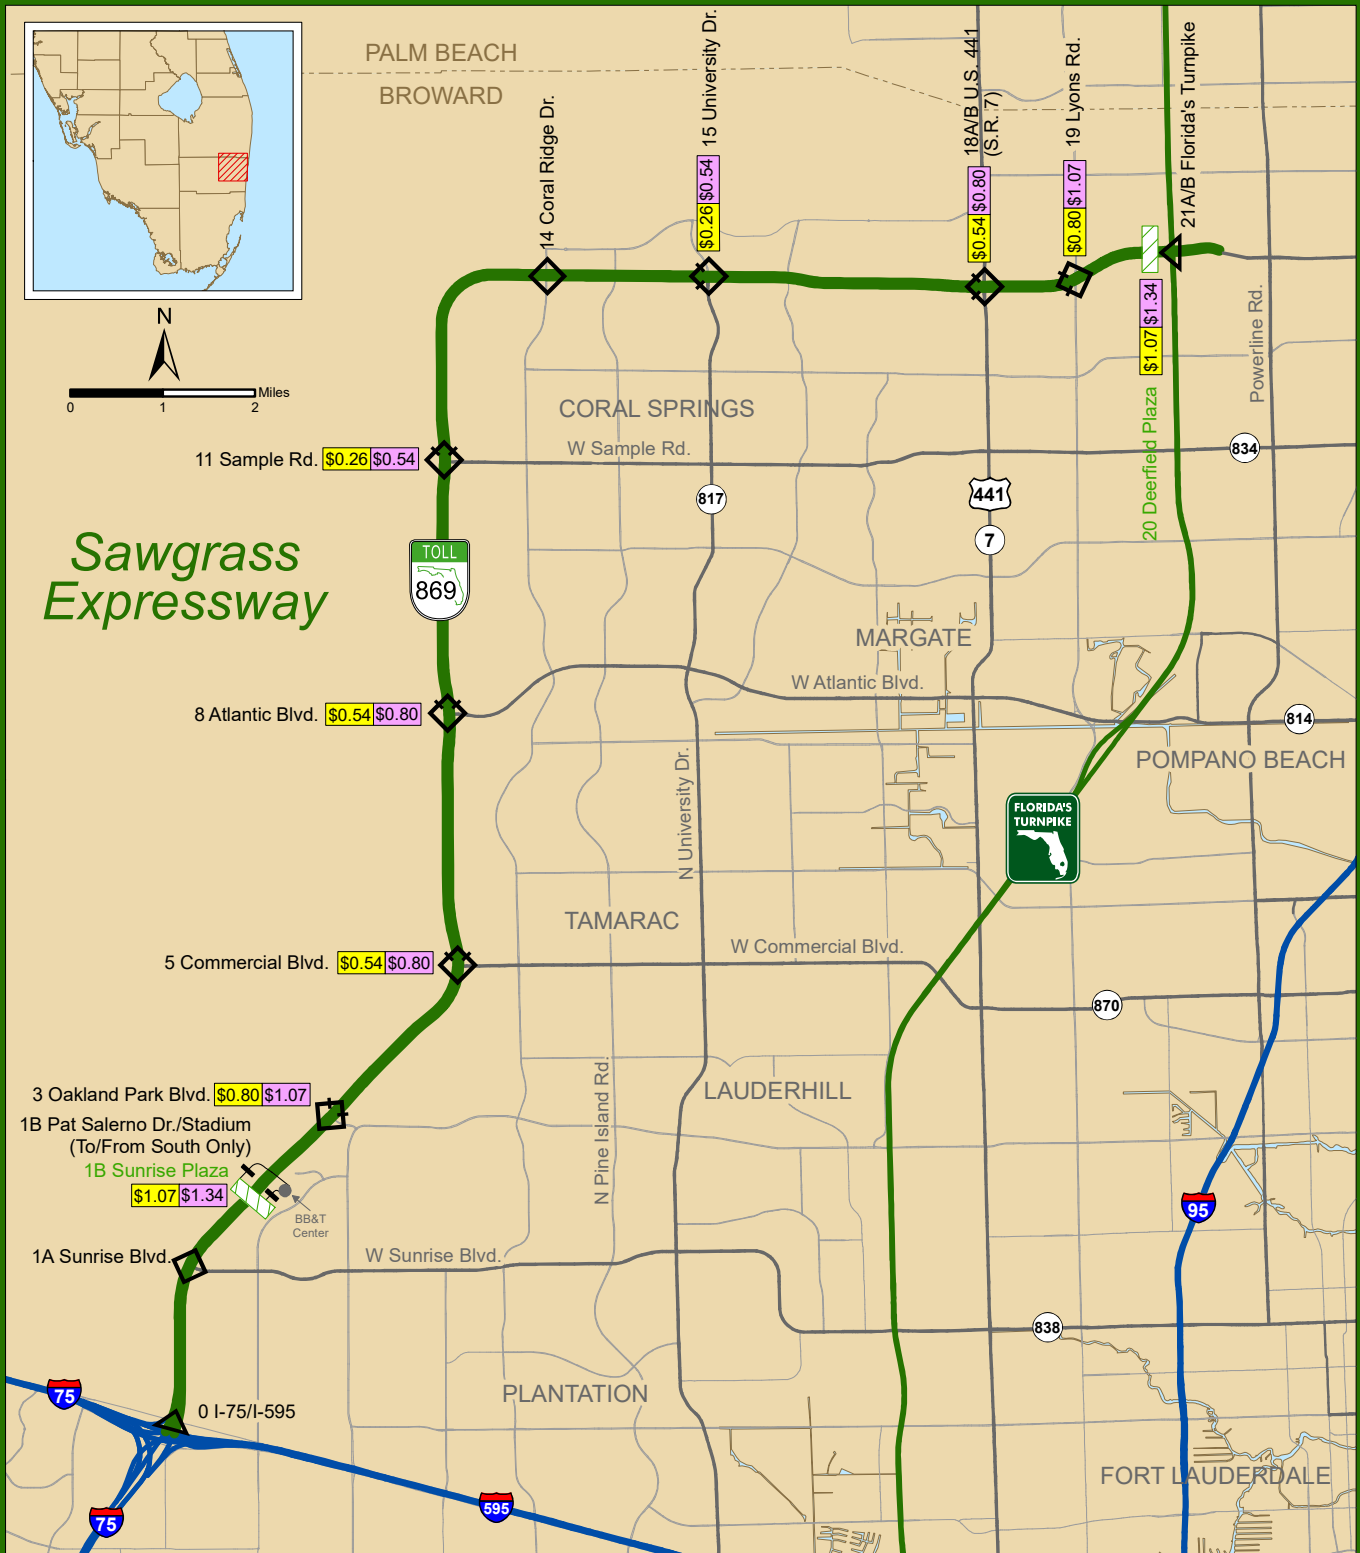 PALM BEACH
BROWARD
14 Coral Ridge Dr.
15 University Dr.
$0.26 $0.54
18A/B U.S. 441
(S.R. 7)
$0.54 $0.80
19 Lyons Rd.
$0.80 $1.07
21A/B Florida's Turnpike
$1.07 $1.34
20 Deerfield Plaza
Powerline Rd.
N
Miles
0 1 2
CORAL SPRINGS
11 Sample Rd. $0.26 $0.54
W Sample Rd.
834
817
441
7
Sawgrass
Expressway
TOLL
869
MARGATE
W Atlantic Blvd.
8 Atlantic Blvd. $0.54 $0.80
814
POMPANO BEACH
N University Dr.
FLORIDA'S
TURNPIKE
TAMARAC
W Commercial Blvd.
5 Commercial Blvd. $0.54 $0.80
870
3 Oakland Park Blvd. $0.80 $1.07
LAUDERHILL
N Pine Island Rd.
1B Pat Salerno Dr./Stadium
(To/From South Only)
1B Sunrise Plaza
$1.07 $1.34
BB&T
Center
95
1A Sunrise Blvd.
W Sunrise Blvd.
838
75
0 I-75/I-595
PLANTATION
FORT LAUDERDALE
595
75